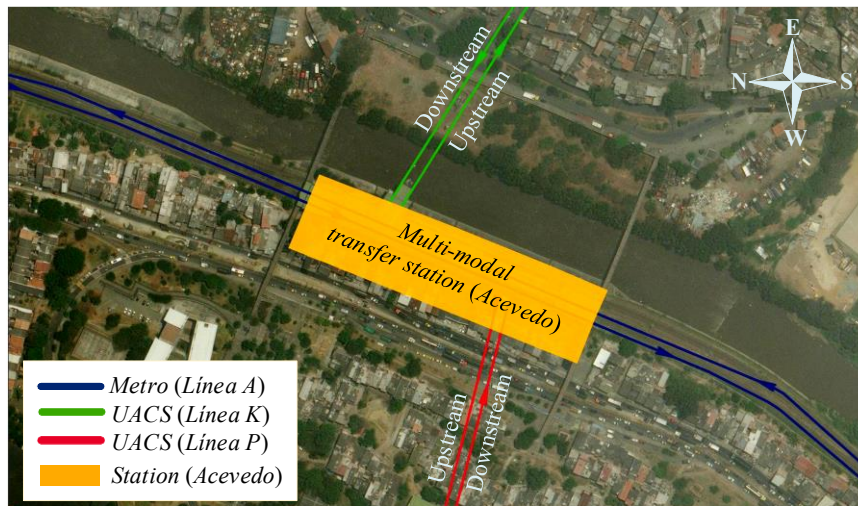 E
N
S
W
Downstream
Upstream
Multi-modal
transfer station (Acevedo)
Upstream
Downstream
Metro (Línea A)
UACS (Línea K)
UACS (Línea P)
Station (Acevedo)